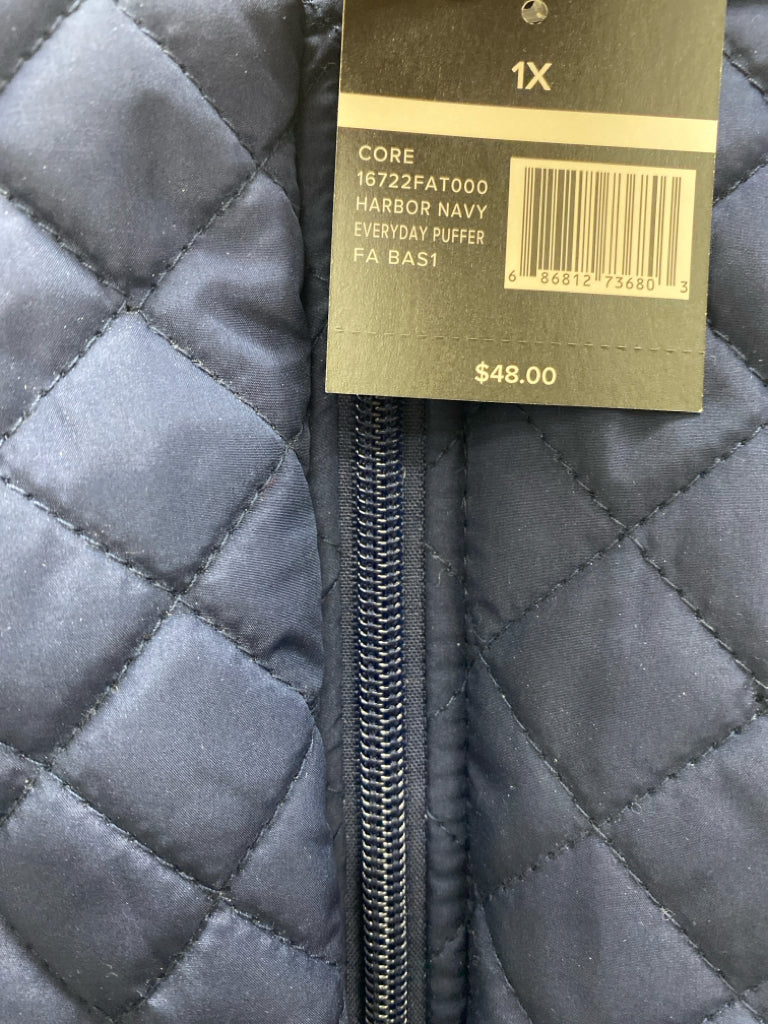 1X
CORE
16722FAT000
HARBOR NAVY
EVERYDAY PUFFER
FA BAS1
6 86812 73680 3
$48.00